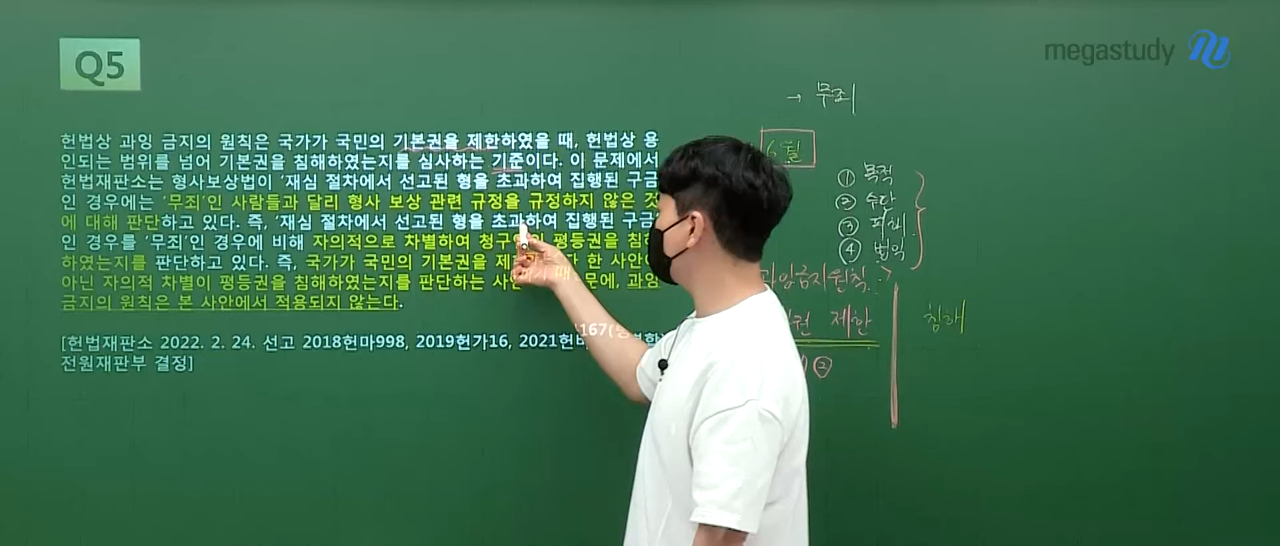 Q5
megastudy
헌법상 과잉 금지의 원칙은 국가가 국민의 기본권을 제한하였을 때, 헌법상 용
인되는 범위를 넘어 기본권을 침해하였는지를 심사하는 기준이다. 이 문제에서
헌법재판소는 형사보상법이 '재심 절차에서 선고된 형을 초과하여 집행된 구금'
인 경우에는 '무죄'인 사람들과 달리 형사 보상 관련 규정을 규정하지 않은 것
에 대해 판단하고 있다. 즉, '재심 절차에서 선고된 형을 초과하여 집행된 구금'
인 경우를 '무죄'인 경우에 비해 자의적으로 차별하여 평등권을 침해
하였는지를 판단하고 있다. 즉, 국가가 국민의 기본권을 한 사안이
아닌 자의적 차별이 평등권을 침해하였는지를 판단하는 때문에, 과잉
금지의 원칙은 본 사안에서 적용되지 않는다.
[헌법재판소 2022. 2. 24. 선고 2018헌마998, 2019헌가16, 167
전원재판부 결정]
→ 무죄
6월
① 목적
② 수단
③ 피해
④ 법익
과잉금지원칙 →
권 제한
②
침해